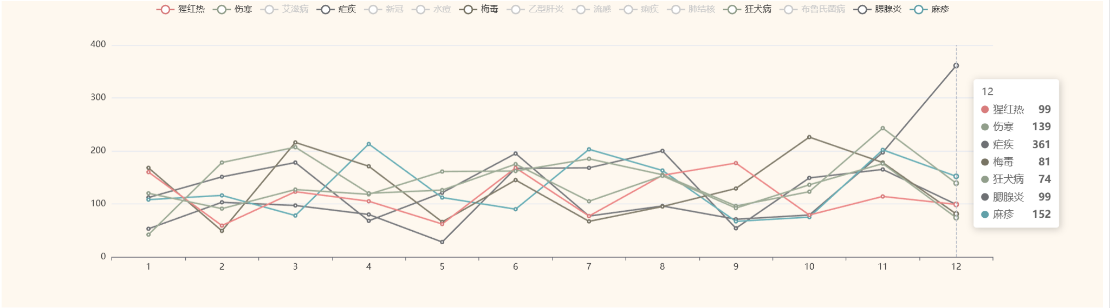 猩红热 伤寒 艾滋病 疟疾 新冠 水痘 梅毒 乙型肝炎 流感 痢疾 肺结核 狂犬病 布鲁氏菌病 腮腺炎 麻疹
400
300
200
100
0
1 2 3 4 5 6 7 8 9 10 11 12
12
猩红热 99
伤寒 139
疟疾 361
梅毒 81
狂犬病 74
腮腺炎 99
麻疹 152